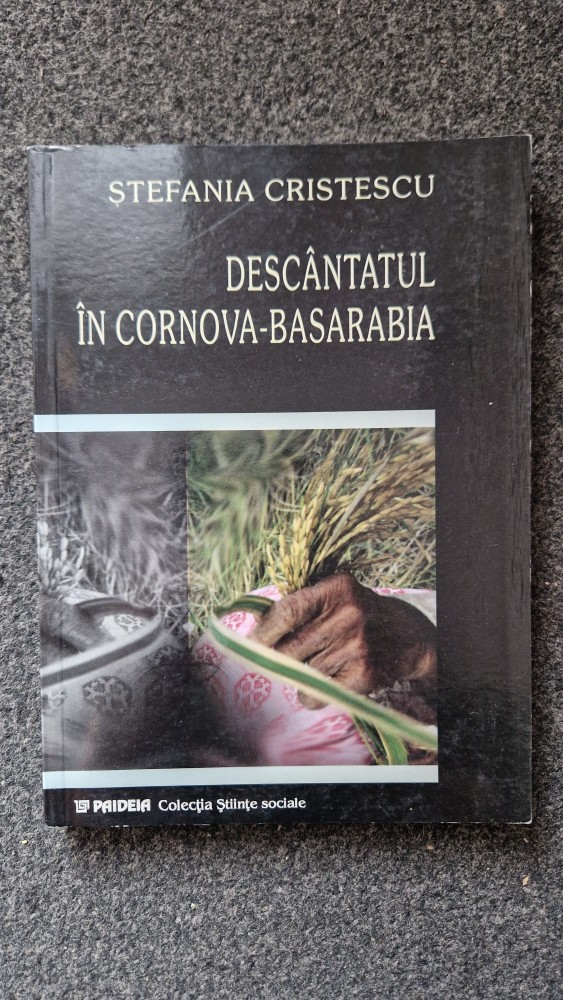 ȘTEFANIA CRISTESCU
DESCÂNTATUL
ÎN CORNOVA-BASARABIA
PAIDEIA Colecția Științe sociale